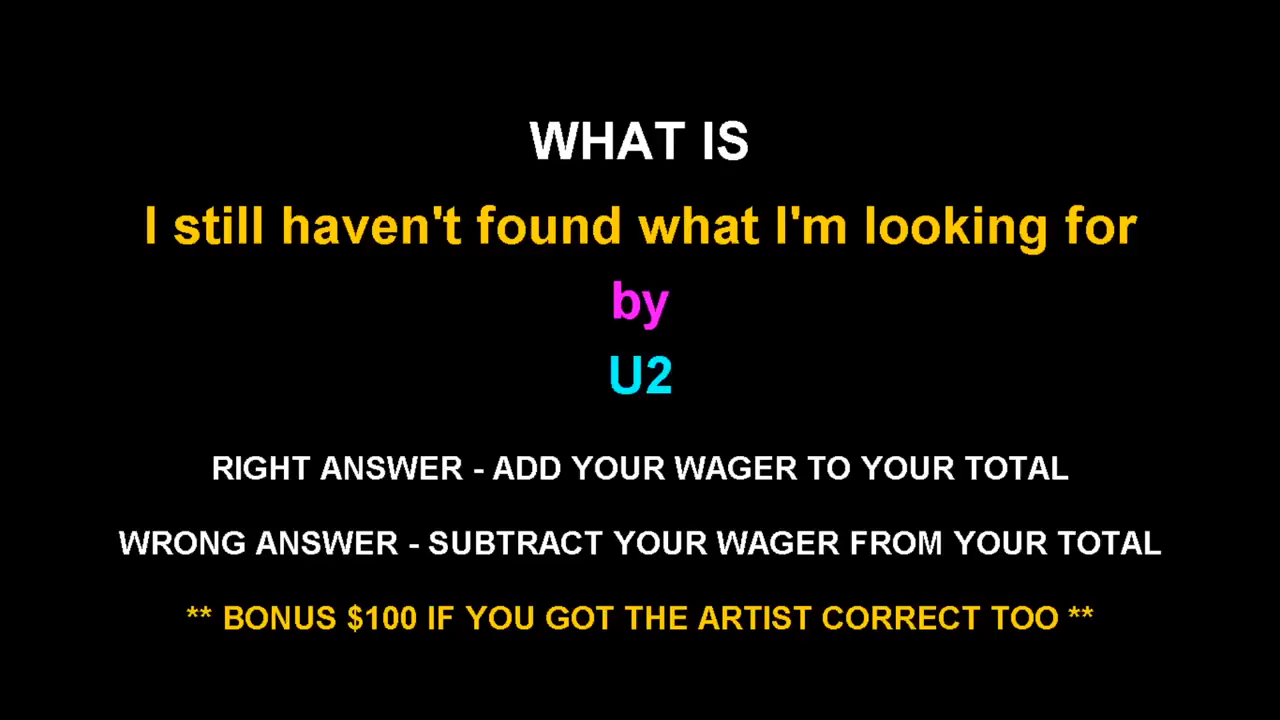 WHAT IS
I still haven't found what I'm looking for
by
U2
RIGHT ANSWER - ADD YOUR WAGER TO YOUR TOTAL
WRONG ANSWER - SUBTRACT YOUR WAGER FROM YOUR TOTAL
** BONUS $100 IF YOU GOT THE ARTIST CORRECT TOO **